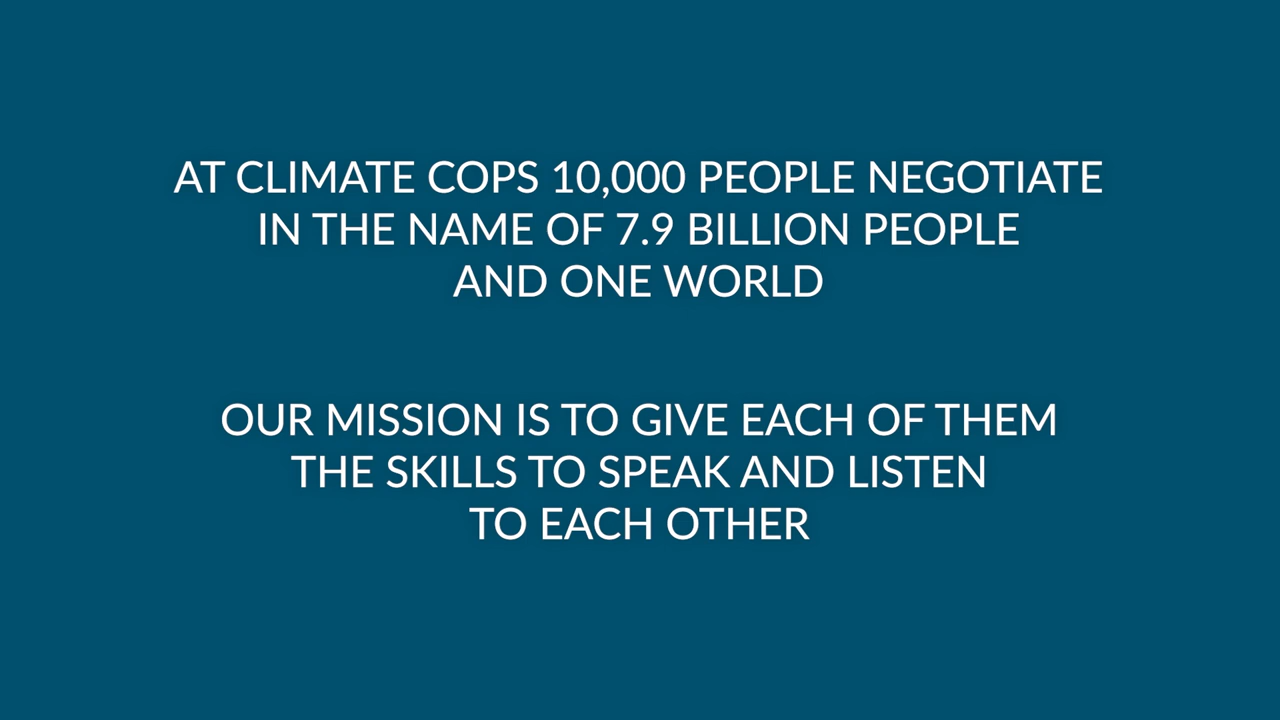 AT CLIMATE COPS 10,000 PEOPLE NEGOTIATE
IN THE NAME OF 7.9 BILLION PEOPLE
AND ONE WORLD
OUR MISSION IS TO GIVE EACH OF THEM
THE SKILLS TO SPEAK AND LISTEN
TO EACH OTHER